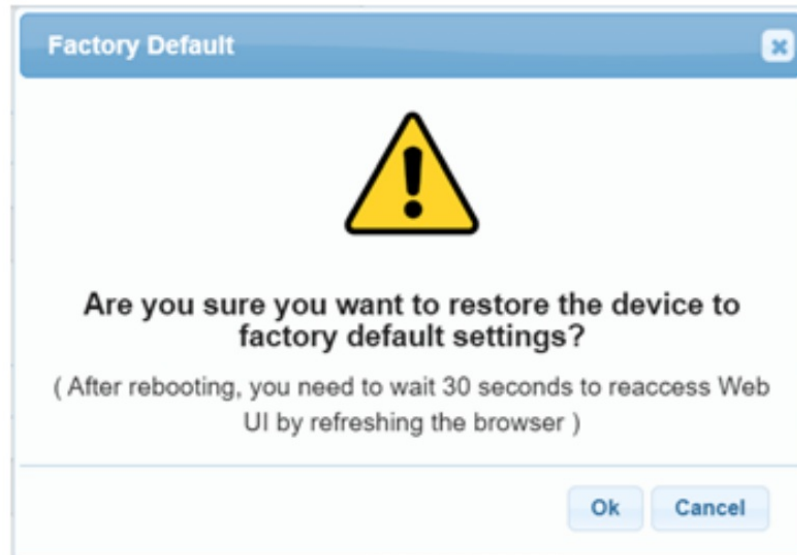 Factory Default
Are you sure you want to restore the device to
factory default settings?
( After rebooting, you need to wait 30 seconds to reaccess Web
UI by refreshing the browser )
Ok Cancel